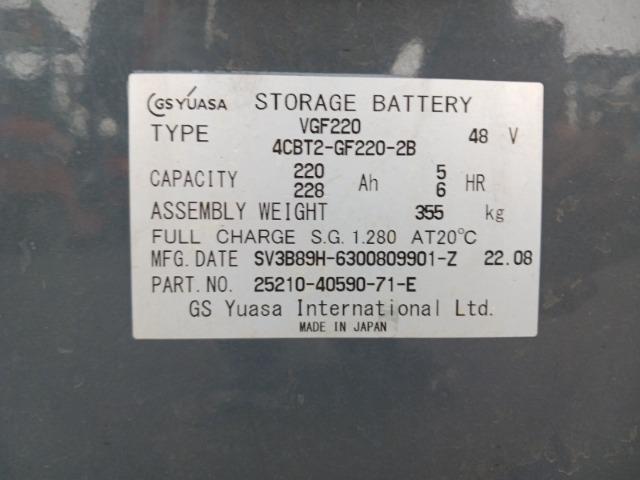 GS YUASA STORAGE BATTERY
TYPE VGF220 48 V
4CBT2-GF220-2B
CAPACITY 220 Ah 5 HR
228 6
ASSEMBLY WEIGHT 355 kg
FULL CHARGE S.G. 1.280 AT20℃
MFG. DATE SV3B89H-6300809901-Z 22.08
PART. NO. 25210-40590-71-E
GS Yuasa International Ltd.
MADE IN JAPAN